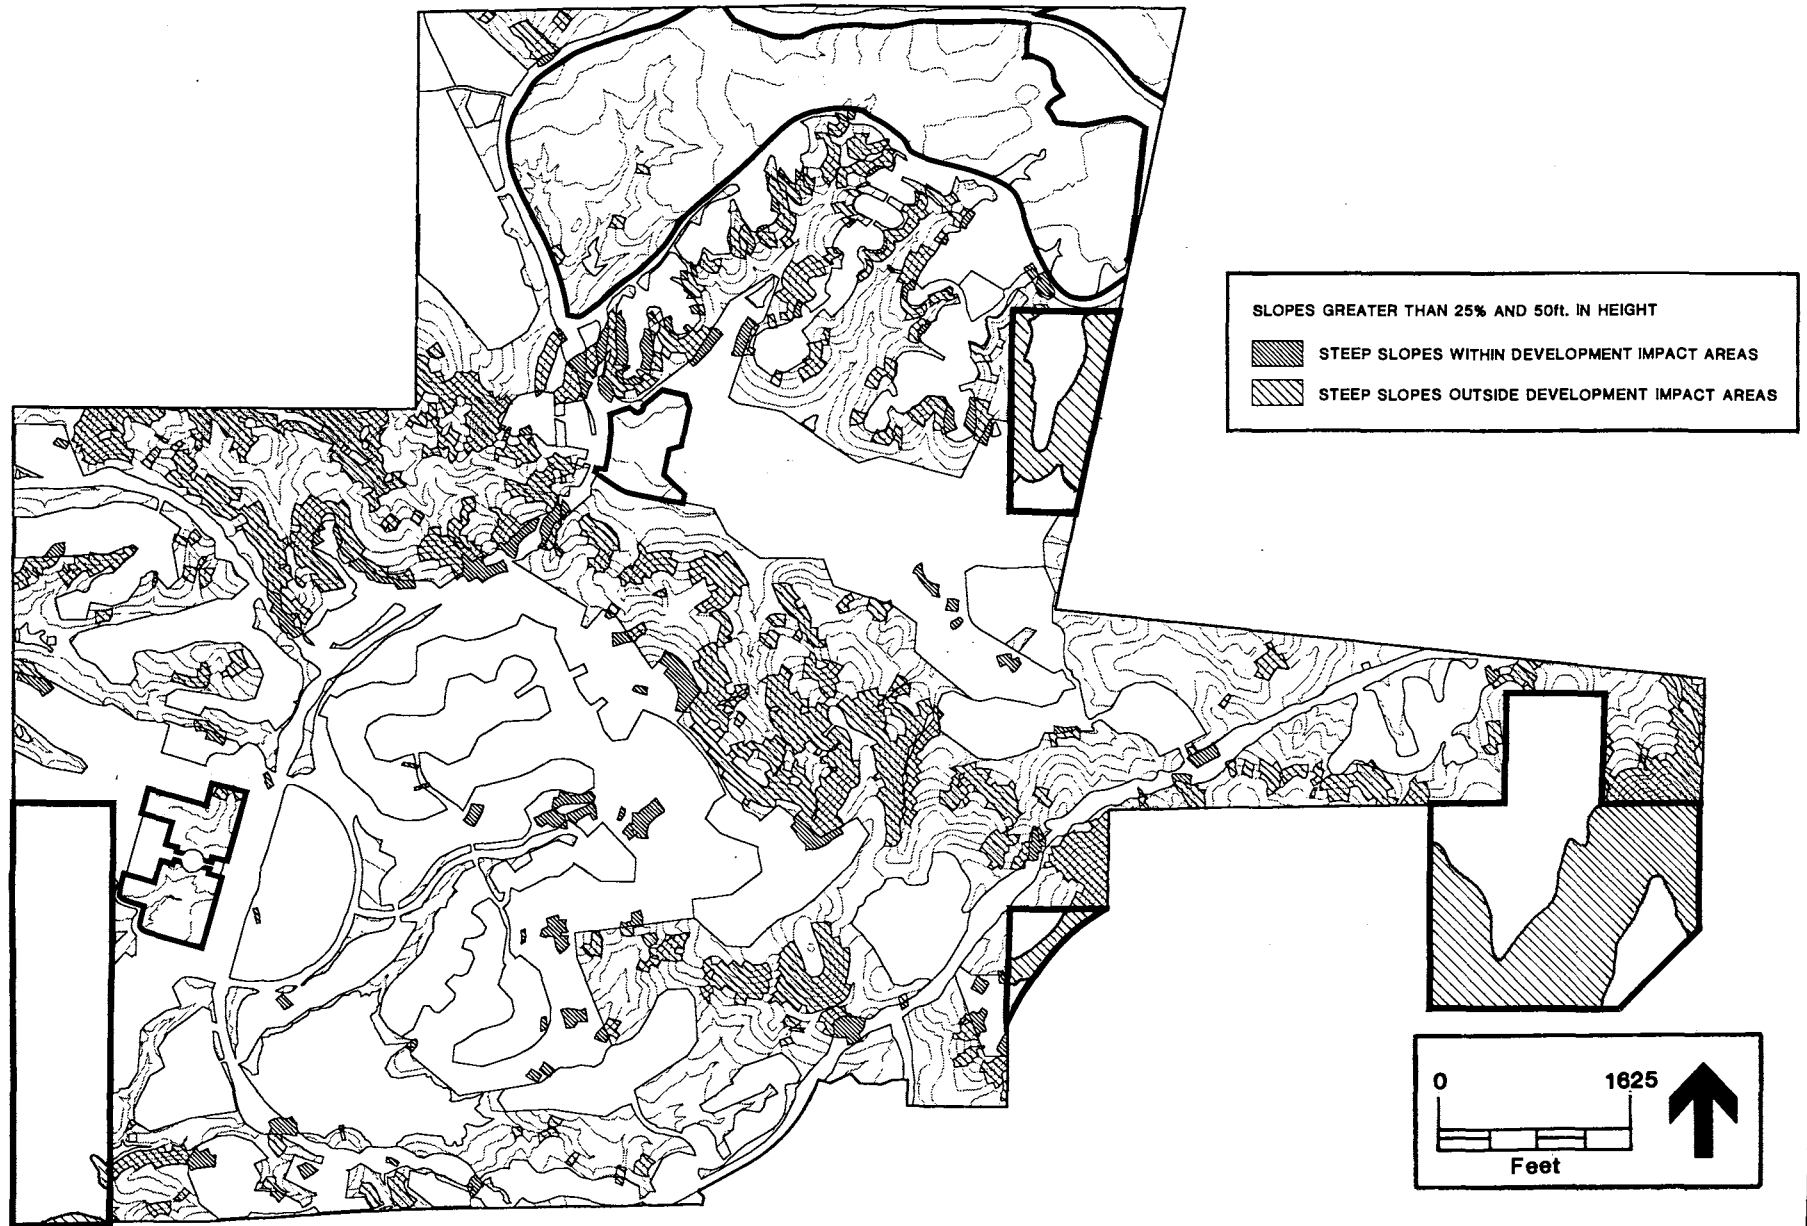 SLOPES GREATER THAN 25% AND 50ft. IN HEIGHT
STEEP SLOPES WITHIN DEVELOPMENT IMPACT AREAS
STEEP SLOPES OUTSIDE DEVELOPMENT IMPACT AREAS
0 1625
Feet